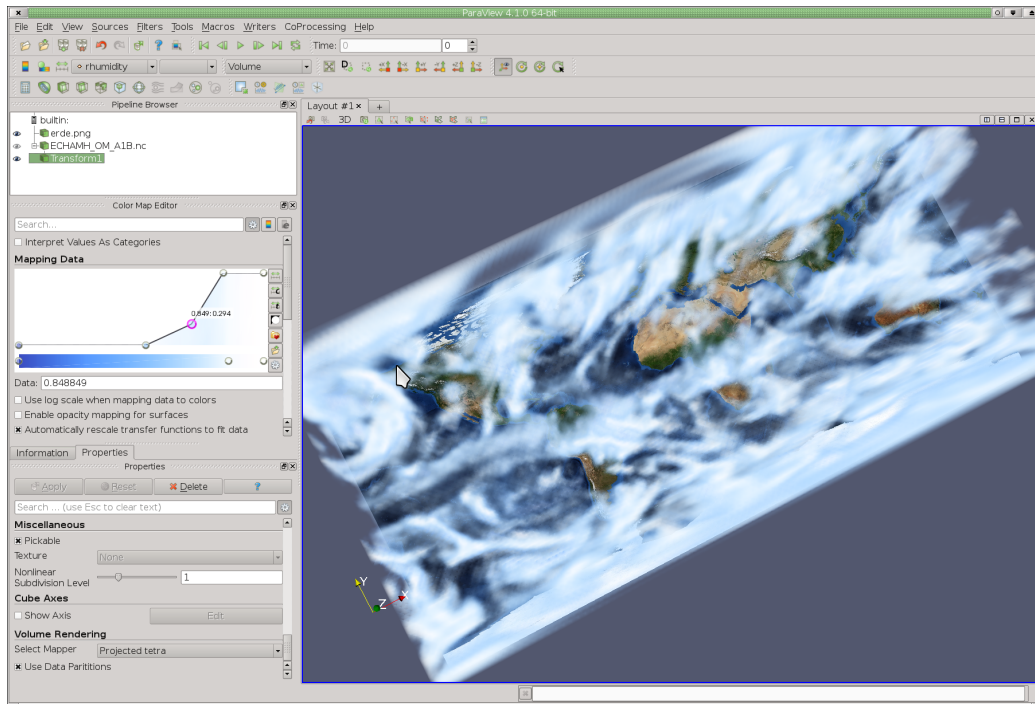 ParaView 4.1.0 64-bit
File Edit View Sources Filters Tools Macros Writers CoProcessing Help
Time: 0 0
rhumidity Volume
Pipeline Browser
Layout #1 x +
3D
builtin:
erde.png
ECHAMH_OM_A1B.nc
Transform1
Color Map Editor
Search...
Interpret Values As Categories
Mapping Data
0.849:0.294
Data: 0.848849
Use log scale when mapping data to colors
Enable opacity mapping for surfaces
Automatically rescale transfer functions to fit data
Information Properties
Properties
Apply Reset Delete ?
Search ... (use Esc to clear text)
Miscellaneous
Pickable
Texture None
Nonlinear
Subdivision Level 1
Cube Axes
Show Axis Edit
Volume Rendering
Select Mapper Projected tetra
Use Data Paritions
Y
X
Z